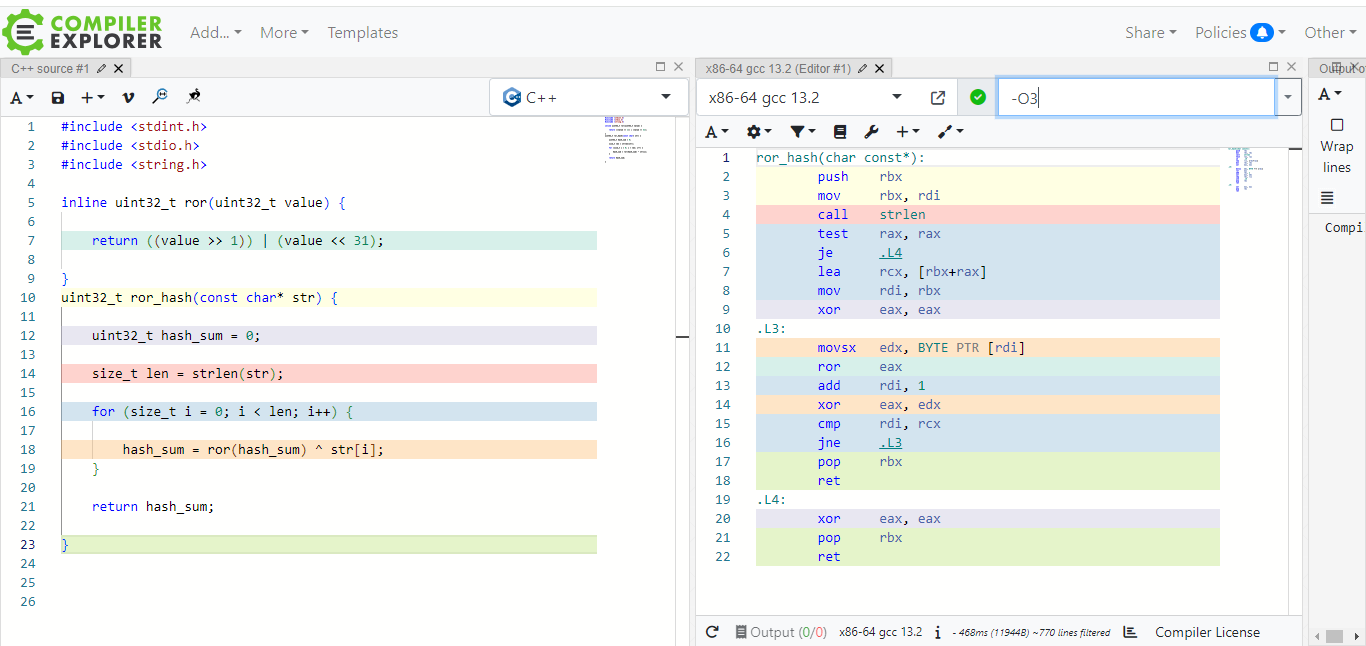 COMPILER
EXPLORER
Add...
More
Templates
Share
Policies
Other
C++ source #1
A
C++
1 #include <stdint.h>
2 #include <stdio.h>
3 #include <string.h>
4
5 inline uint32_t ror(uint32_t value) {
6
7 return ((value >> 1)) | (value << 31);
8
9 }
10 uint32_t ror_hash(const char* str) {
11
12 uint32_t hash_sum = 0;
13
14 size_t len = strlen(str);
15
16 for (size_t i = 0; i < len; i++) {
17
18 hash_sum = ror(hash_sum) ^ str[i];
19 }
20
21 return hash_sum;
22
23 }
24
25
26
x86-64 gcc 13.2 (Editor #1)
x86-64 gcc 13.2
-O3
A
1 ror_hash(char const*):
2 push rbx
3 mov rbx, rdi
4 call strlen
5 test rax, rax
6 je .L4
7 lea rcx, [rbx+rax]
8 mov rdi, rbx
9 xor eax, eax
10 .L3:
11 movsx edx, BYTE PTR [rdi]
12 ror eax
13 add rdi, 1
14 xor eax, edx
15 cmp rdi, rcx
16 jne .L3
17 pop rbx
18 ret
19 .L4:
20 xor eax, eax
21 pop rbx
22 ret
Output (0/0) x86-64 gcc 13.2 i - 468ms (11944B) ~770 lines filtered Compiler License
A
Wrap
lines
Compi